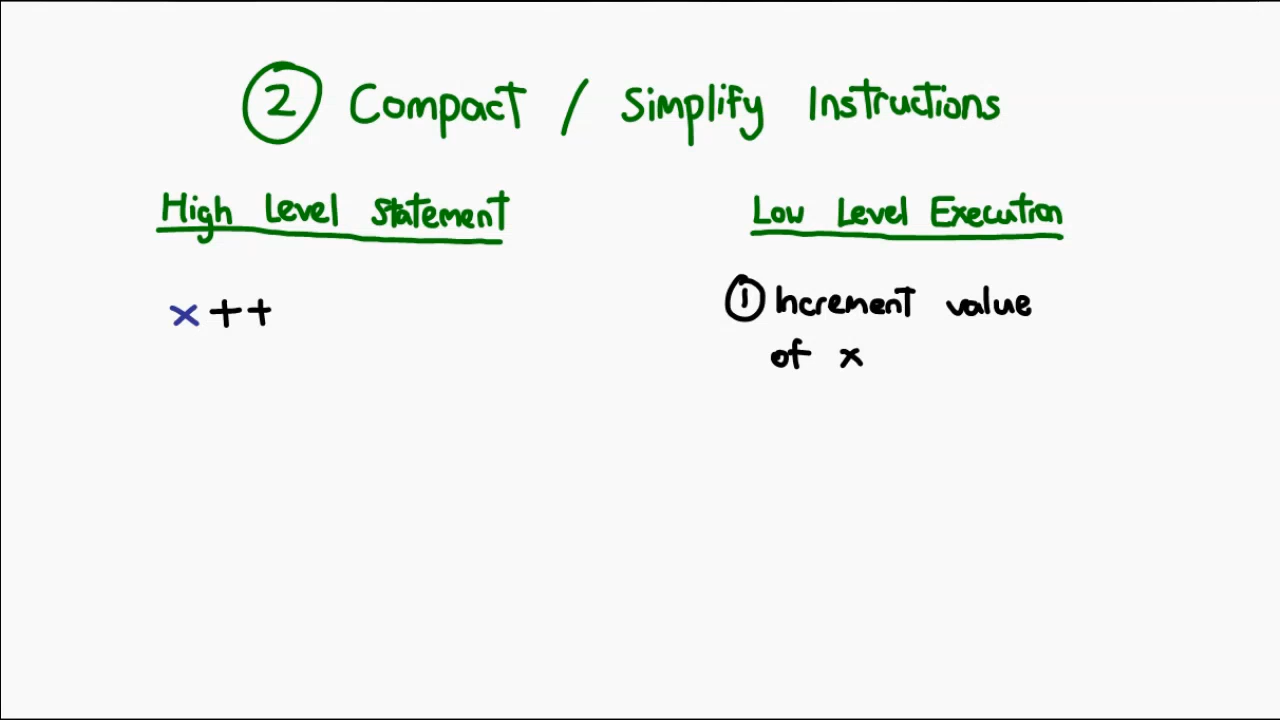 2 Compact / Simplify Instructions
High Level Statement
Low Level Execution
x++
1 Increment value
of x